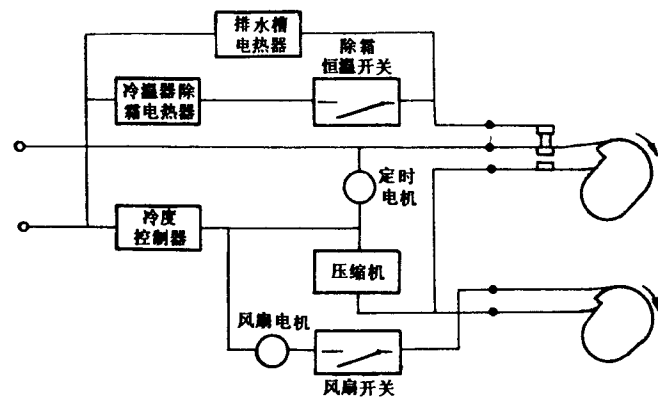 排水槽
电热器
除霜
恒温开关
冷温器除
霜电热器
定时
电机
冷度
控制器
压缩机
风扇电机
风扇开关